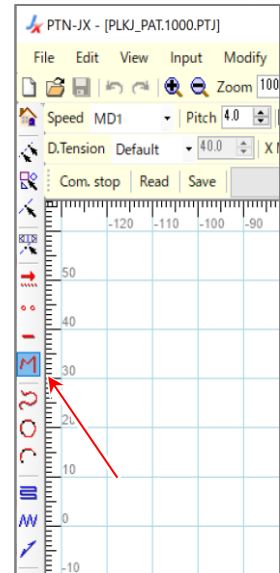 PTN-JX - [PLKJ_PAT.1000.PTJ]
File Edit View Input Modify
Zoom 100
Speed MD1 Pitch 4.0
D.Tension Default 40.0 X
Com. stop Read Save
-120 -110 -100 -90
50
40
30
20
10
0
-10